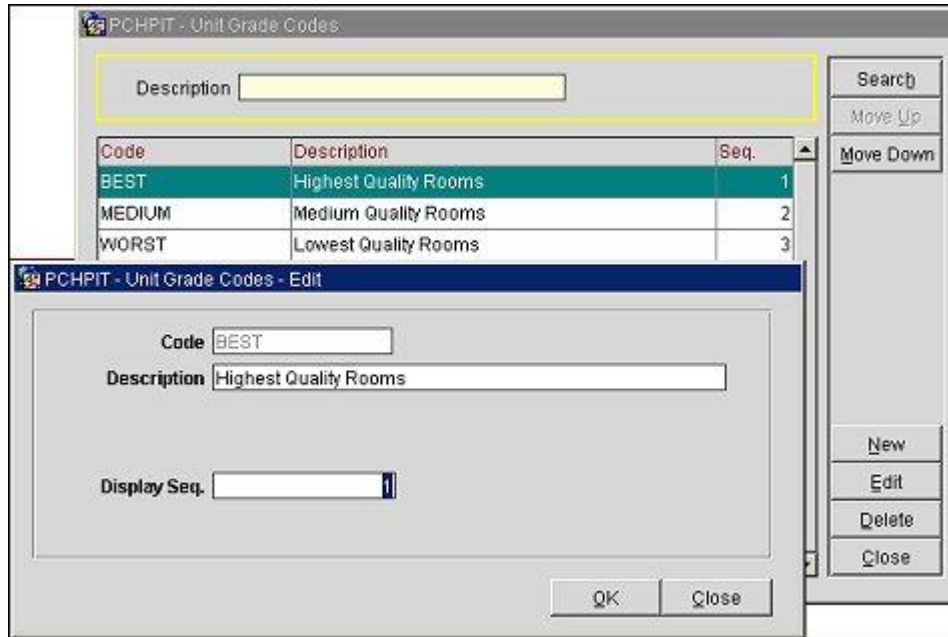 PCHPIT - Unit Grade Codes
Description
Search
Move Up
Move Down
Code Description Seq.
BEST Highest Quality Rooms 1
MEDIUM Medium Quality Rooms 2
WORST Lowest Quality Rooms 3
PCHPIT - Unit Grade Codes - Edit
Code BEST
Description Highest Quality Rooms
Display Seq. 1
OK Close
New
Edit
Delete
Close